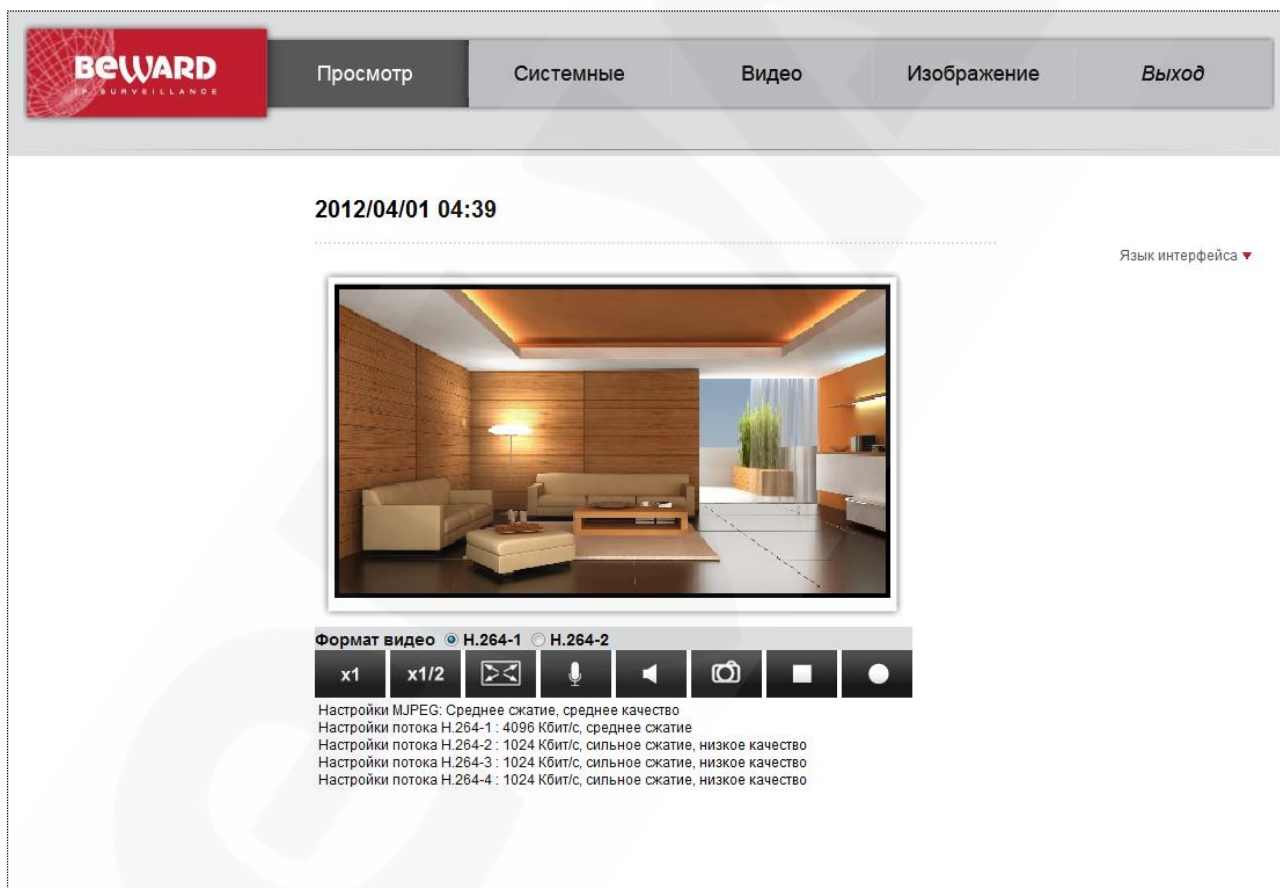 BEWARD
IP SURVEILLANCE
Просмотр
Системные
Видео
Изображение
Выход
2012/04/01 04:39
Язык интерфейса
Формат видео H.264-1 H.264-2
x1 x1/2
Настройки MJPEG: Среднее сжатие, среднее качество
Настройки потока H.264-1 : 4096 Кбит/с, среднее сжатие
Настройки потока H.264-2 : 1024 Кбит/с, сильное сжатие, низкое качество
Настройки потока H.264-3 : 1024 Кбит/с, сильное сжатие, низкое качество
Настройки потока H.264-4 : 1024 Кбит/с, сильное сжатие, низкое качество